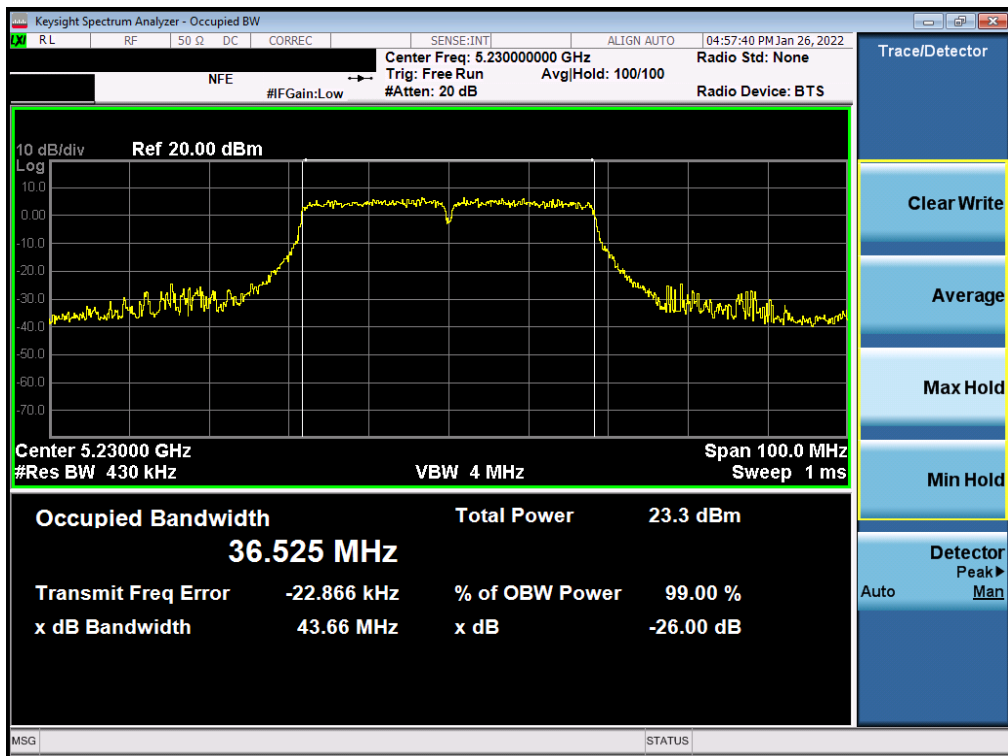 Keysight Spectrum Analyzer - Occupied BW
LXI RL RF 50 Ω DC CORREC SENSE:INT ALIGN AUTO 04:57:40 PM Jan 26, 2022
Center Freq: 5.230000000 GHz Radio Std: None
NFE Trig: Free Run Avg|Hold: 100/100
#IFGain:Low #Atten: 20 dB Radio Device: BTS
10 dB/div Ref 20.00 dBm
Log
10.0
0.00
-10.0
-20.0
-30.0
-40.0
-50.0
-60.0
-70.0
Center 5.23000 GHz Span 100.0 MHz
#Res BW 430 kHz VBW 4 MHz Sweep 1 ms
Occupied Bandwidth Total Power 23.3 dBm
36.525 MHz
Transmit Freq Error -22.866 kHz % of OBW Power 99.00 %
x dB Bandwidth 43.66 MHz x dB -26.00 dB
MSG STATUS
Trace/Detector
Clear Write
Average
Max Hold
Min Hold
Detector
Peak▶
Auto Man